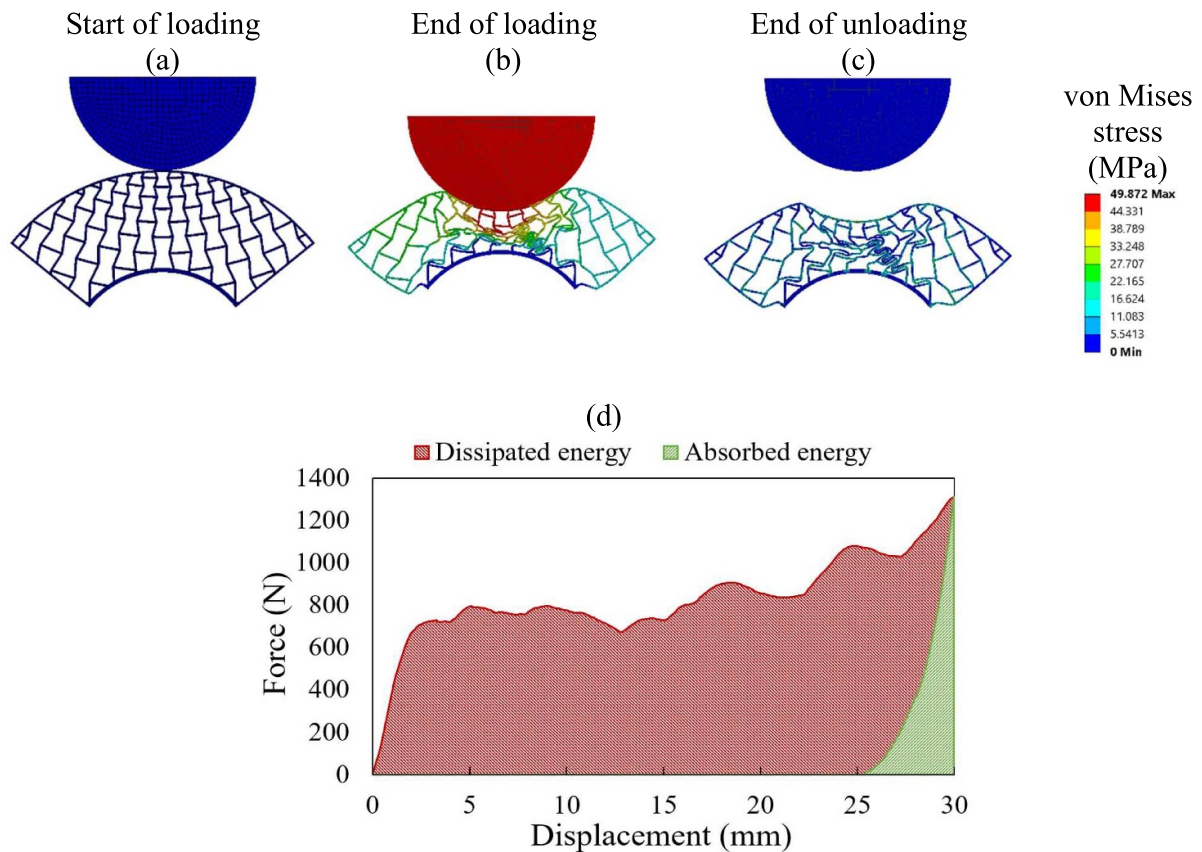 Start of loading
(a)
End of loading
(b)
End of unloading
(c)
von Mises
stress
(MPa)
49.872 Max
44.331
38.789
33.248
27.707
22.165
16.624
11.083
5.5413
0 Min
(d)
Dissipated energy
Absorbed energy
1400
1200
1000
800
600
400
200
0
Force (N)
0
5
10
15
20
25
30
Displacement (mm)